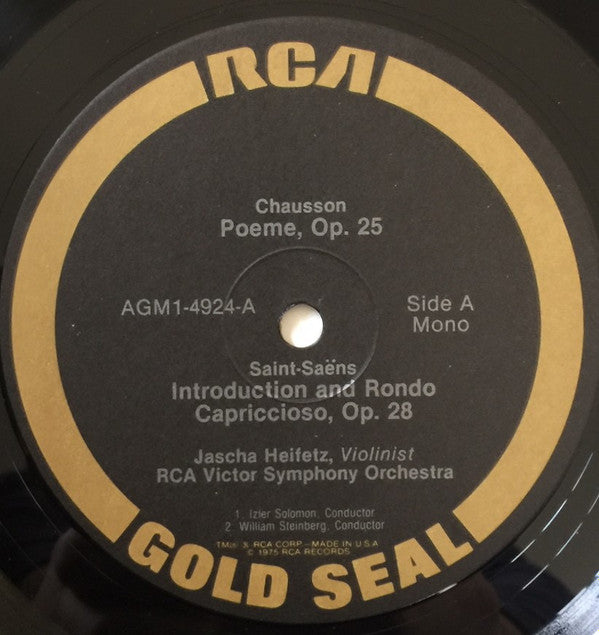 RCA
Chausson
Poeme, Op. 25
AGM1-4924-A
Side A
Mono
Saint-Saëns
Introduction and Rondo
Capriccioso, Op. 28
Jascha Heifetz, Violinist
RCA Victor Symphony Orchestra
1. Izler Solomon, Conductor
2. William Steinberg, Conductor
RCA CORP.—MADE IN U.S.A
© 1975 RCA RECORDS
GOLD SEAL